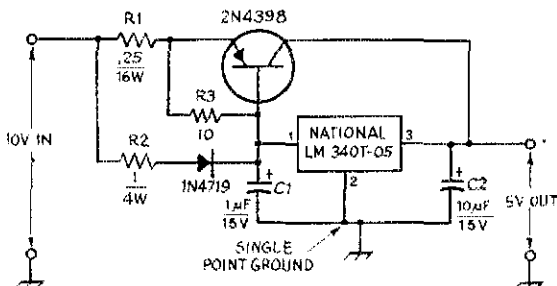 R1
2N4398
.25
16W
R3
10
10V IN
R2
1
4W
1N4719
C1
1μF
15V
1
NATIONAL
LM 340T-05
3
2
SINGLE
POINT GROUND
C2
10μF
15V
5V OUT